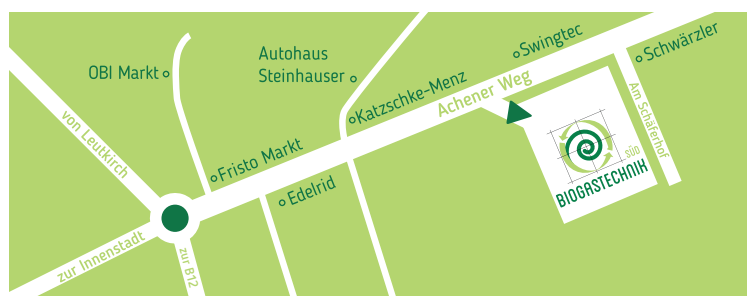 Swingtec
Schwärzler
Autohaus
Steinhauser
OBI Markt
Katzschke-Menz
Achener Weg
Am Schäferhof
von Leutkirch
Fristo Markt
SÜD
BIOGASTECHNIK
Edelrid
zur Innenstadt
zur B12